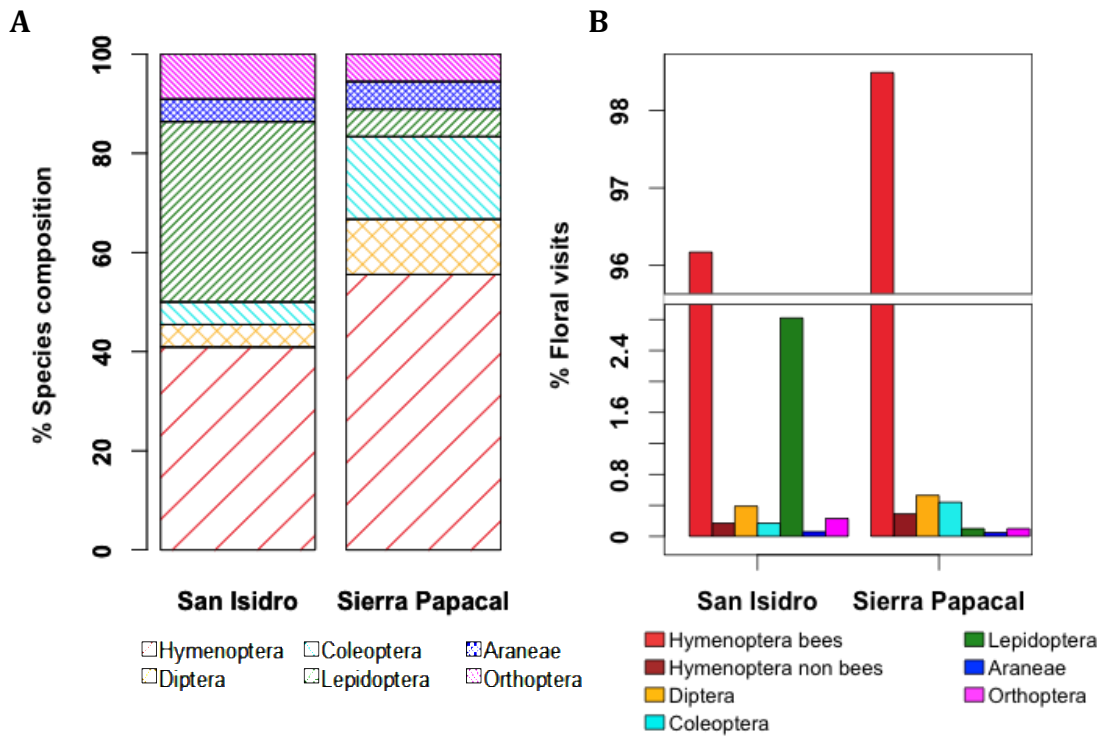 A
% Species composition
100
80
60
40
20
0
San Isidro Sierra Papacal
Hymenoptera Coleoptera Araneae
Diptera Lepidoptera Orthoptera
B
% Floral visits
98
97
96
2.4
1.6
0.8
0
San Isidro Sierra Papacal
Hymenoptera bees Lepidoptera
Hymenoptera non bees Araneae
Diptera Orthoptera
Coleoptera